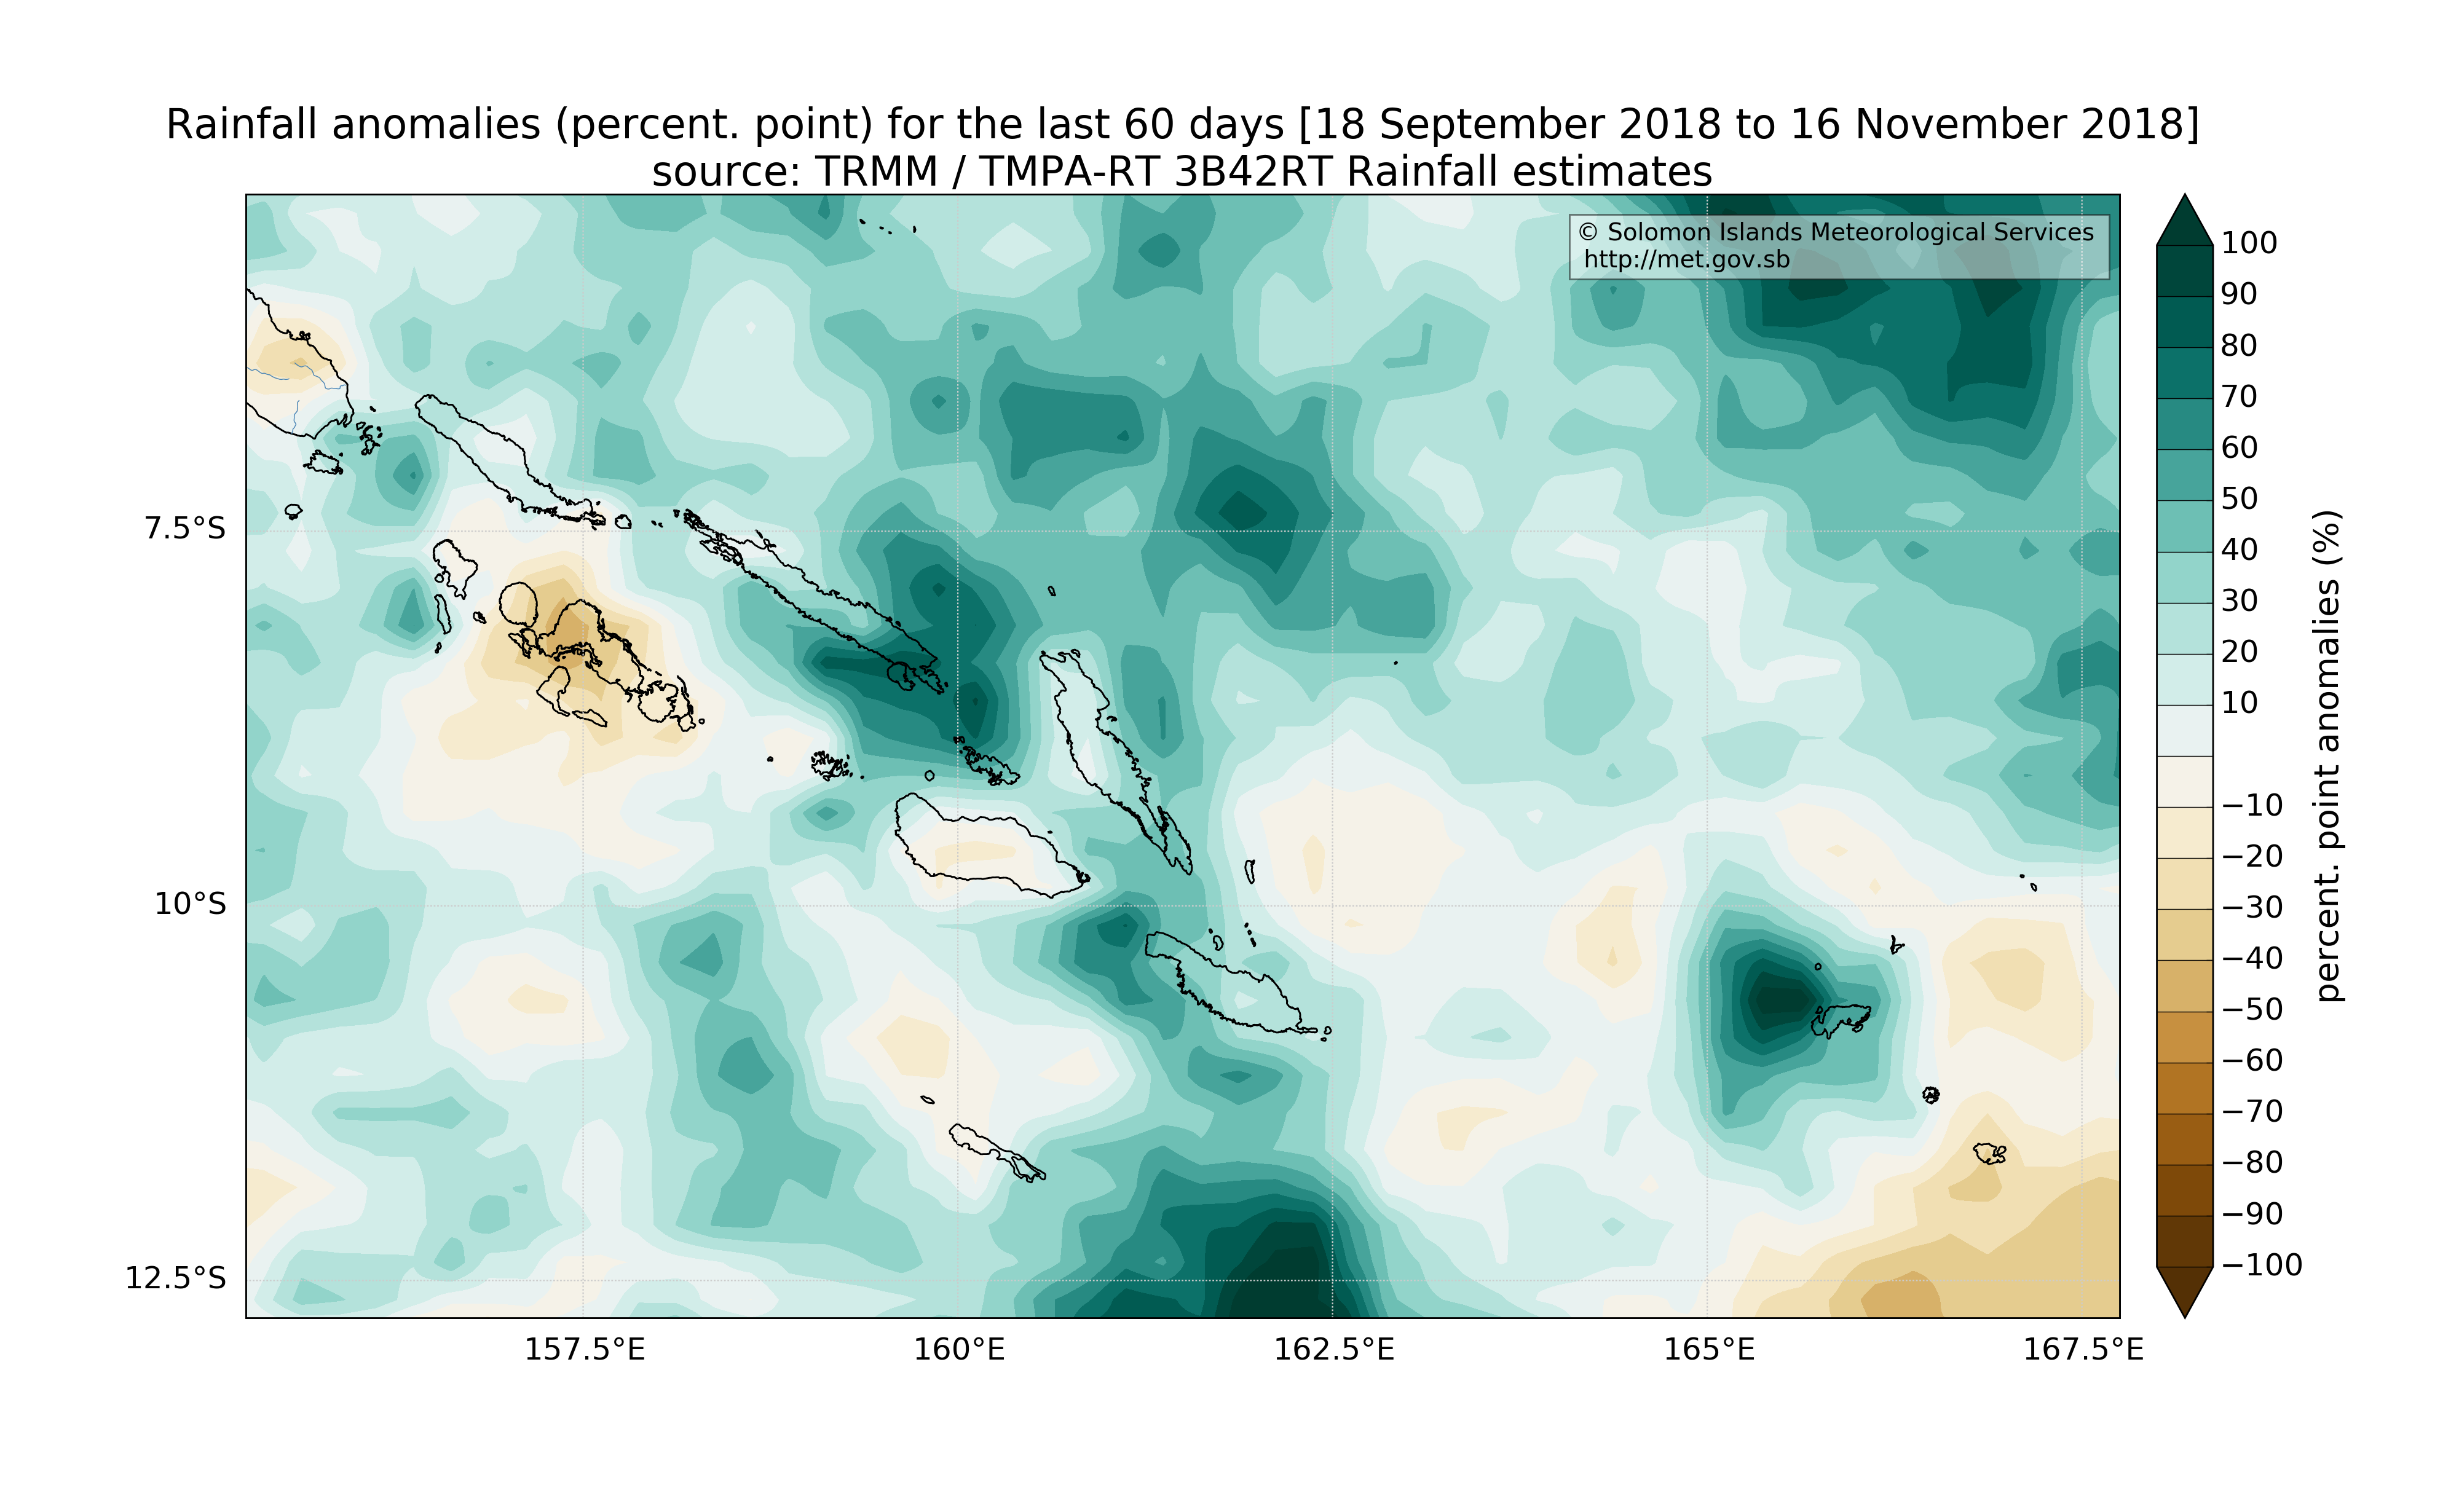 Rainfall anomalies (percent. point) for the last 60 days [18 September 2018 to 16 November 2018]
source: TRMM / TMPA-RT 3B42RT Rainfall estimates
© Solomon Islands Meteorological Services
http://met.gov.sb
7.5°S
10°S
12.5°S
157.5°E
160°E
162.5°E
165°E
167.5°E
100
90
80
70
60
50
40
30
20
10
−10
−20
−30
−40
−50
−60
−70
−80
−90
−100
percent. point anomalies (%)